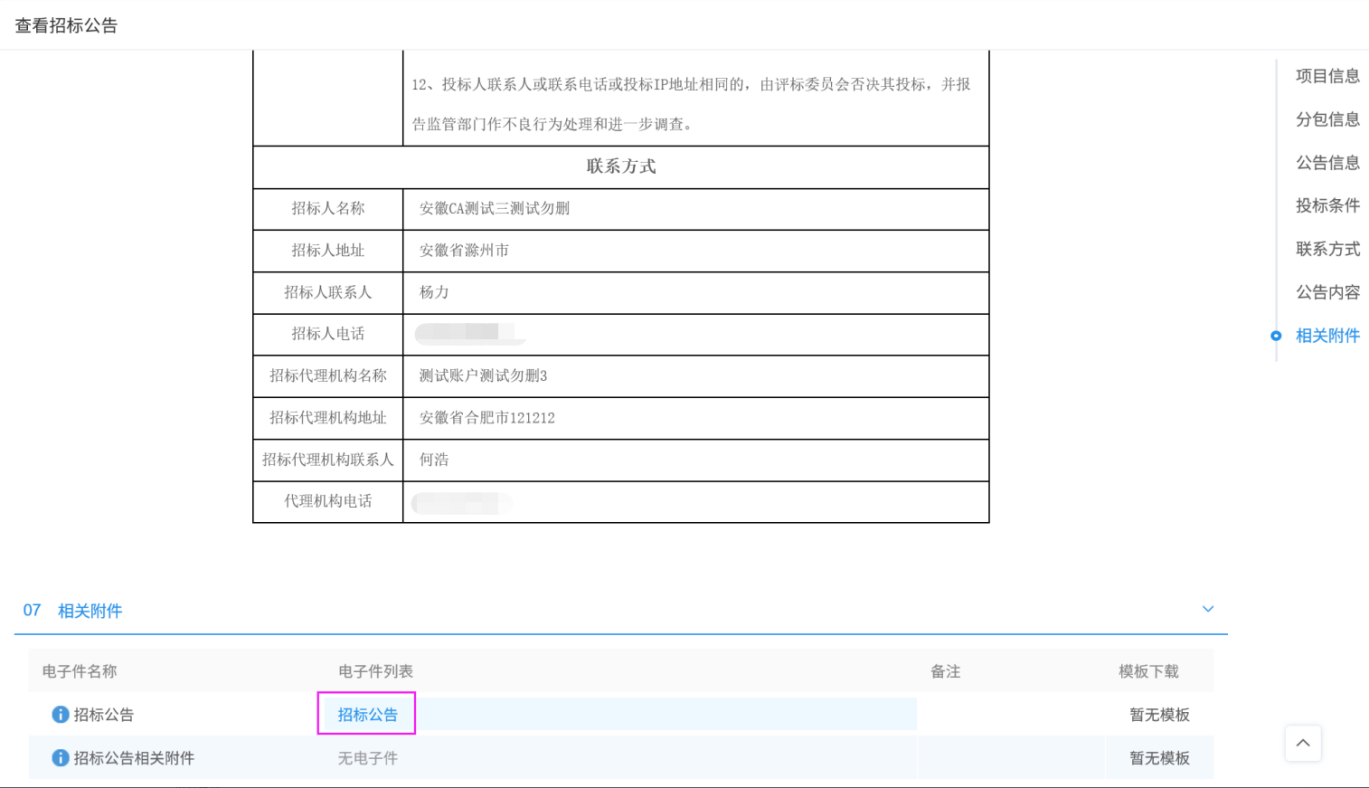 查看招标公告
12、投标人联系人或联系电话或投标IP地址相同的，由评标委员会否决其投标，并报
告监管部门作不良行为处理和进一步调查。
联系方式
招标人名称 安徽CA测试三测试勿删
招标人地址 安徽省滁州市
招标人联系人 杨力
招标人电话
招标代理机构名称 测试账户测试勿删3
招标代理机构地址 安徽省合肥市121212
招标代理机构联系人 何浩
代理机构电话
项目信息
分包信息
公告信息
投标条件
联系方式
公告内容
相关附件
07 相关附件
电子件名称 电子件列表 备注 模板下载
招标公告 招标公告 暂无模板
招标公告相关附件 无电子件 暂无模板